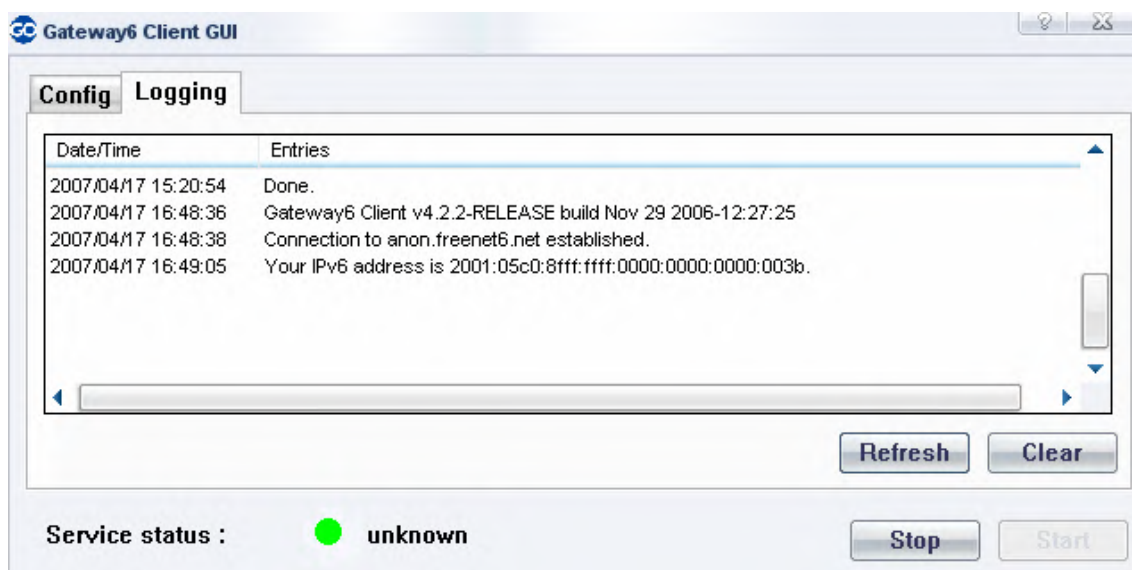 GO Gateway6 Client GUI
Config Logging
Date/Time Entries
2007/04/17 15:20:54 Done.
2007/04/17 16:48:36 Gateway6 Client v4.2.2-RELEASE build Nov 29 2006-12:27:25
2007/04/17 16:48:38 Connection to anon.freenet6.net established.
2007/04/17 16:49:05 Your IPv6 address is 2001:05c0:8fff:ffff:0000:0000:0000:003b.
Refresh Clear
Service status : unknown Stop Start